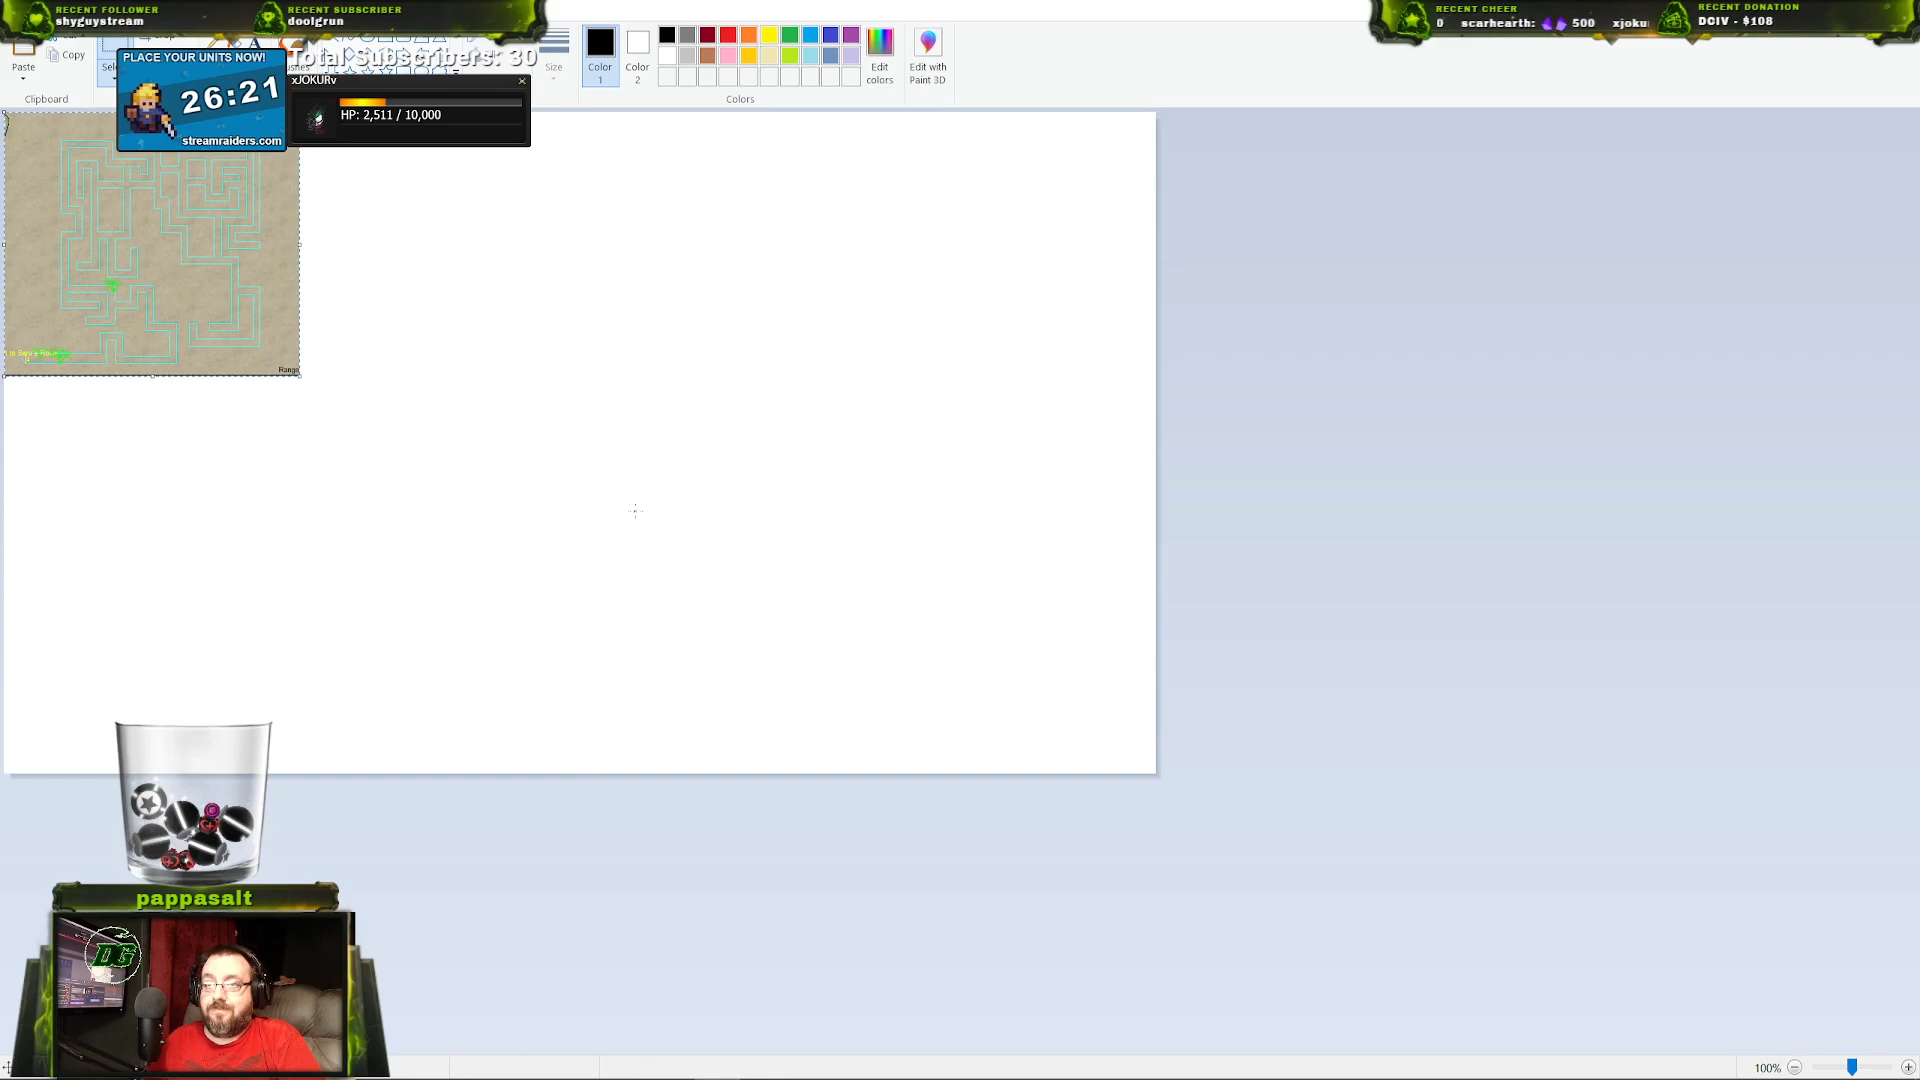 RECENT FOLLOWER
shyguystream
RECENT SUBSCRIBER
doolgrun
RECENT CHEER
0 scarhearth: 500 xjoku
RECENT DONATION
DCIV - $108
Paste
Copy
Clipboard
PLACE YOUR UNITS NOW!
26:21
streamraiders.com
Total Subscribers: 30
xJOKURv
HP: 2,511 / 10,000
Size
Color
1
Color
2
Edit
colors
Edit with
Paint 3D
Colors
Range
pappasalt
DG
100%